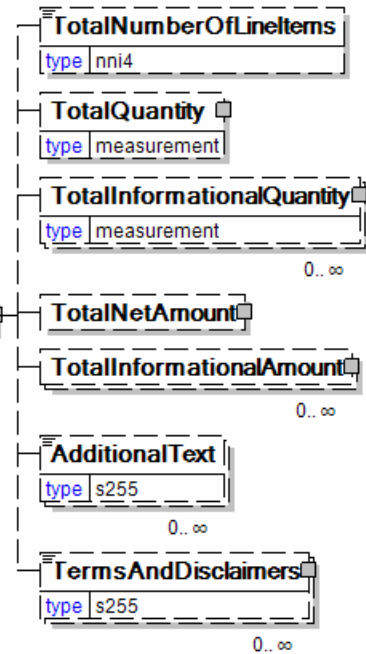 TotalNumberOfLineItems
type nni4
TotalQuantity
type measurement
TotalInformationalQuantity
type measurement
0.. ∞
TotalNetAmount
TotalInformationalAmount
0.. ∞
AdditionalText
type s255
0.. ∞
TermsAndDisclaimers
type s255
0.. ∞